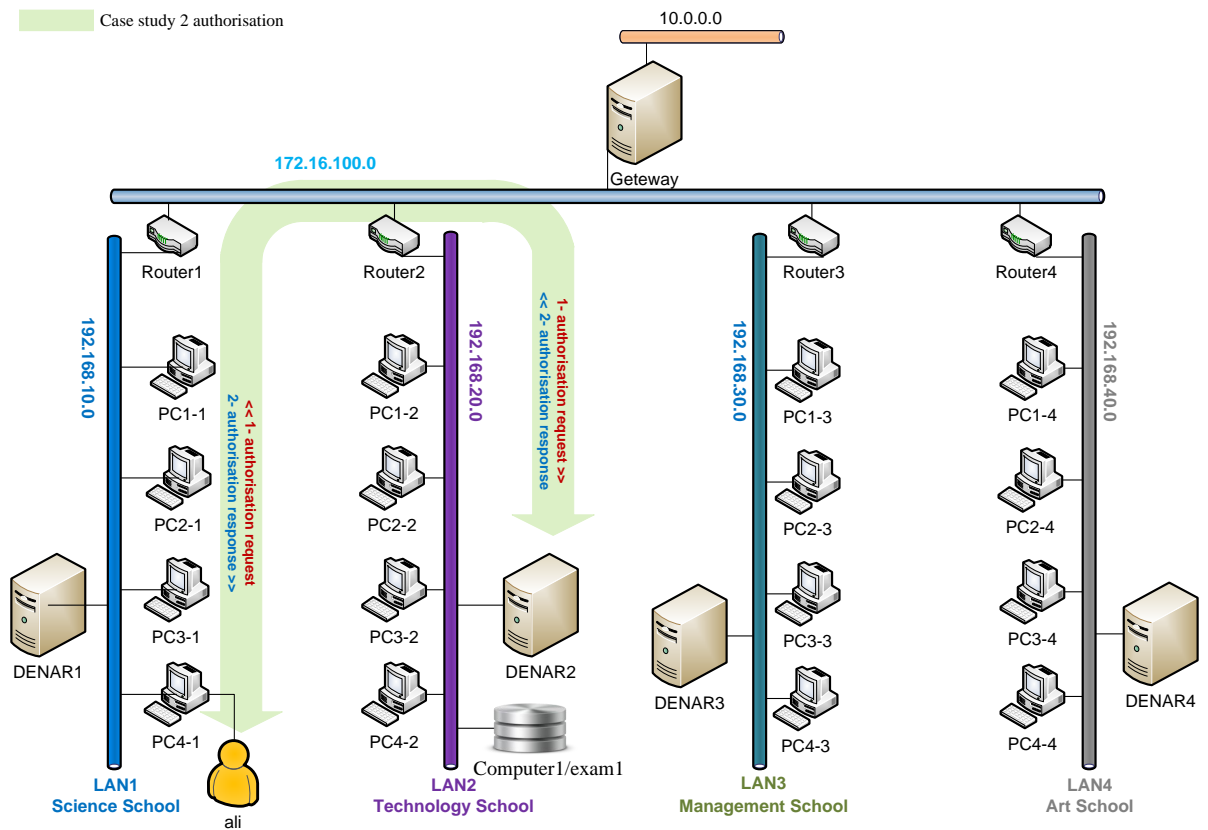 Case study 2 authorisation
10.0.0.0
Geteway
172.16.100.0
Router1
Router2
Router3
Router4
192.168.10.0
192.168.20.0
192.168.30.0
192.168.40.0
<< 1- authorisation request
2- authorisation response >>
1- authorisation request >>
<< 2- authorisation response
PC1-1
PC2-1
PC3-1
PC4-1
DENAR1
ali
PC1-2
PC2-2
PC3-2
PC4-2
DENAR2
Computer1/exam1
PC1-3
PC2-3
PC3-3
PC4-3
DENAR3
PC1-4
PC2-4
PC3-4
PC4-4
DENAR4
LAN1
Science School
LAN2
Technology School
LAN3
Management School
LAN4
Art School